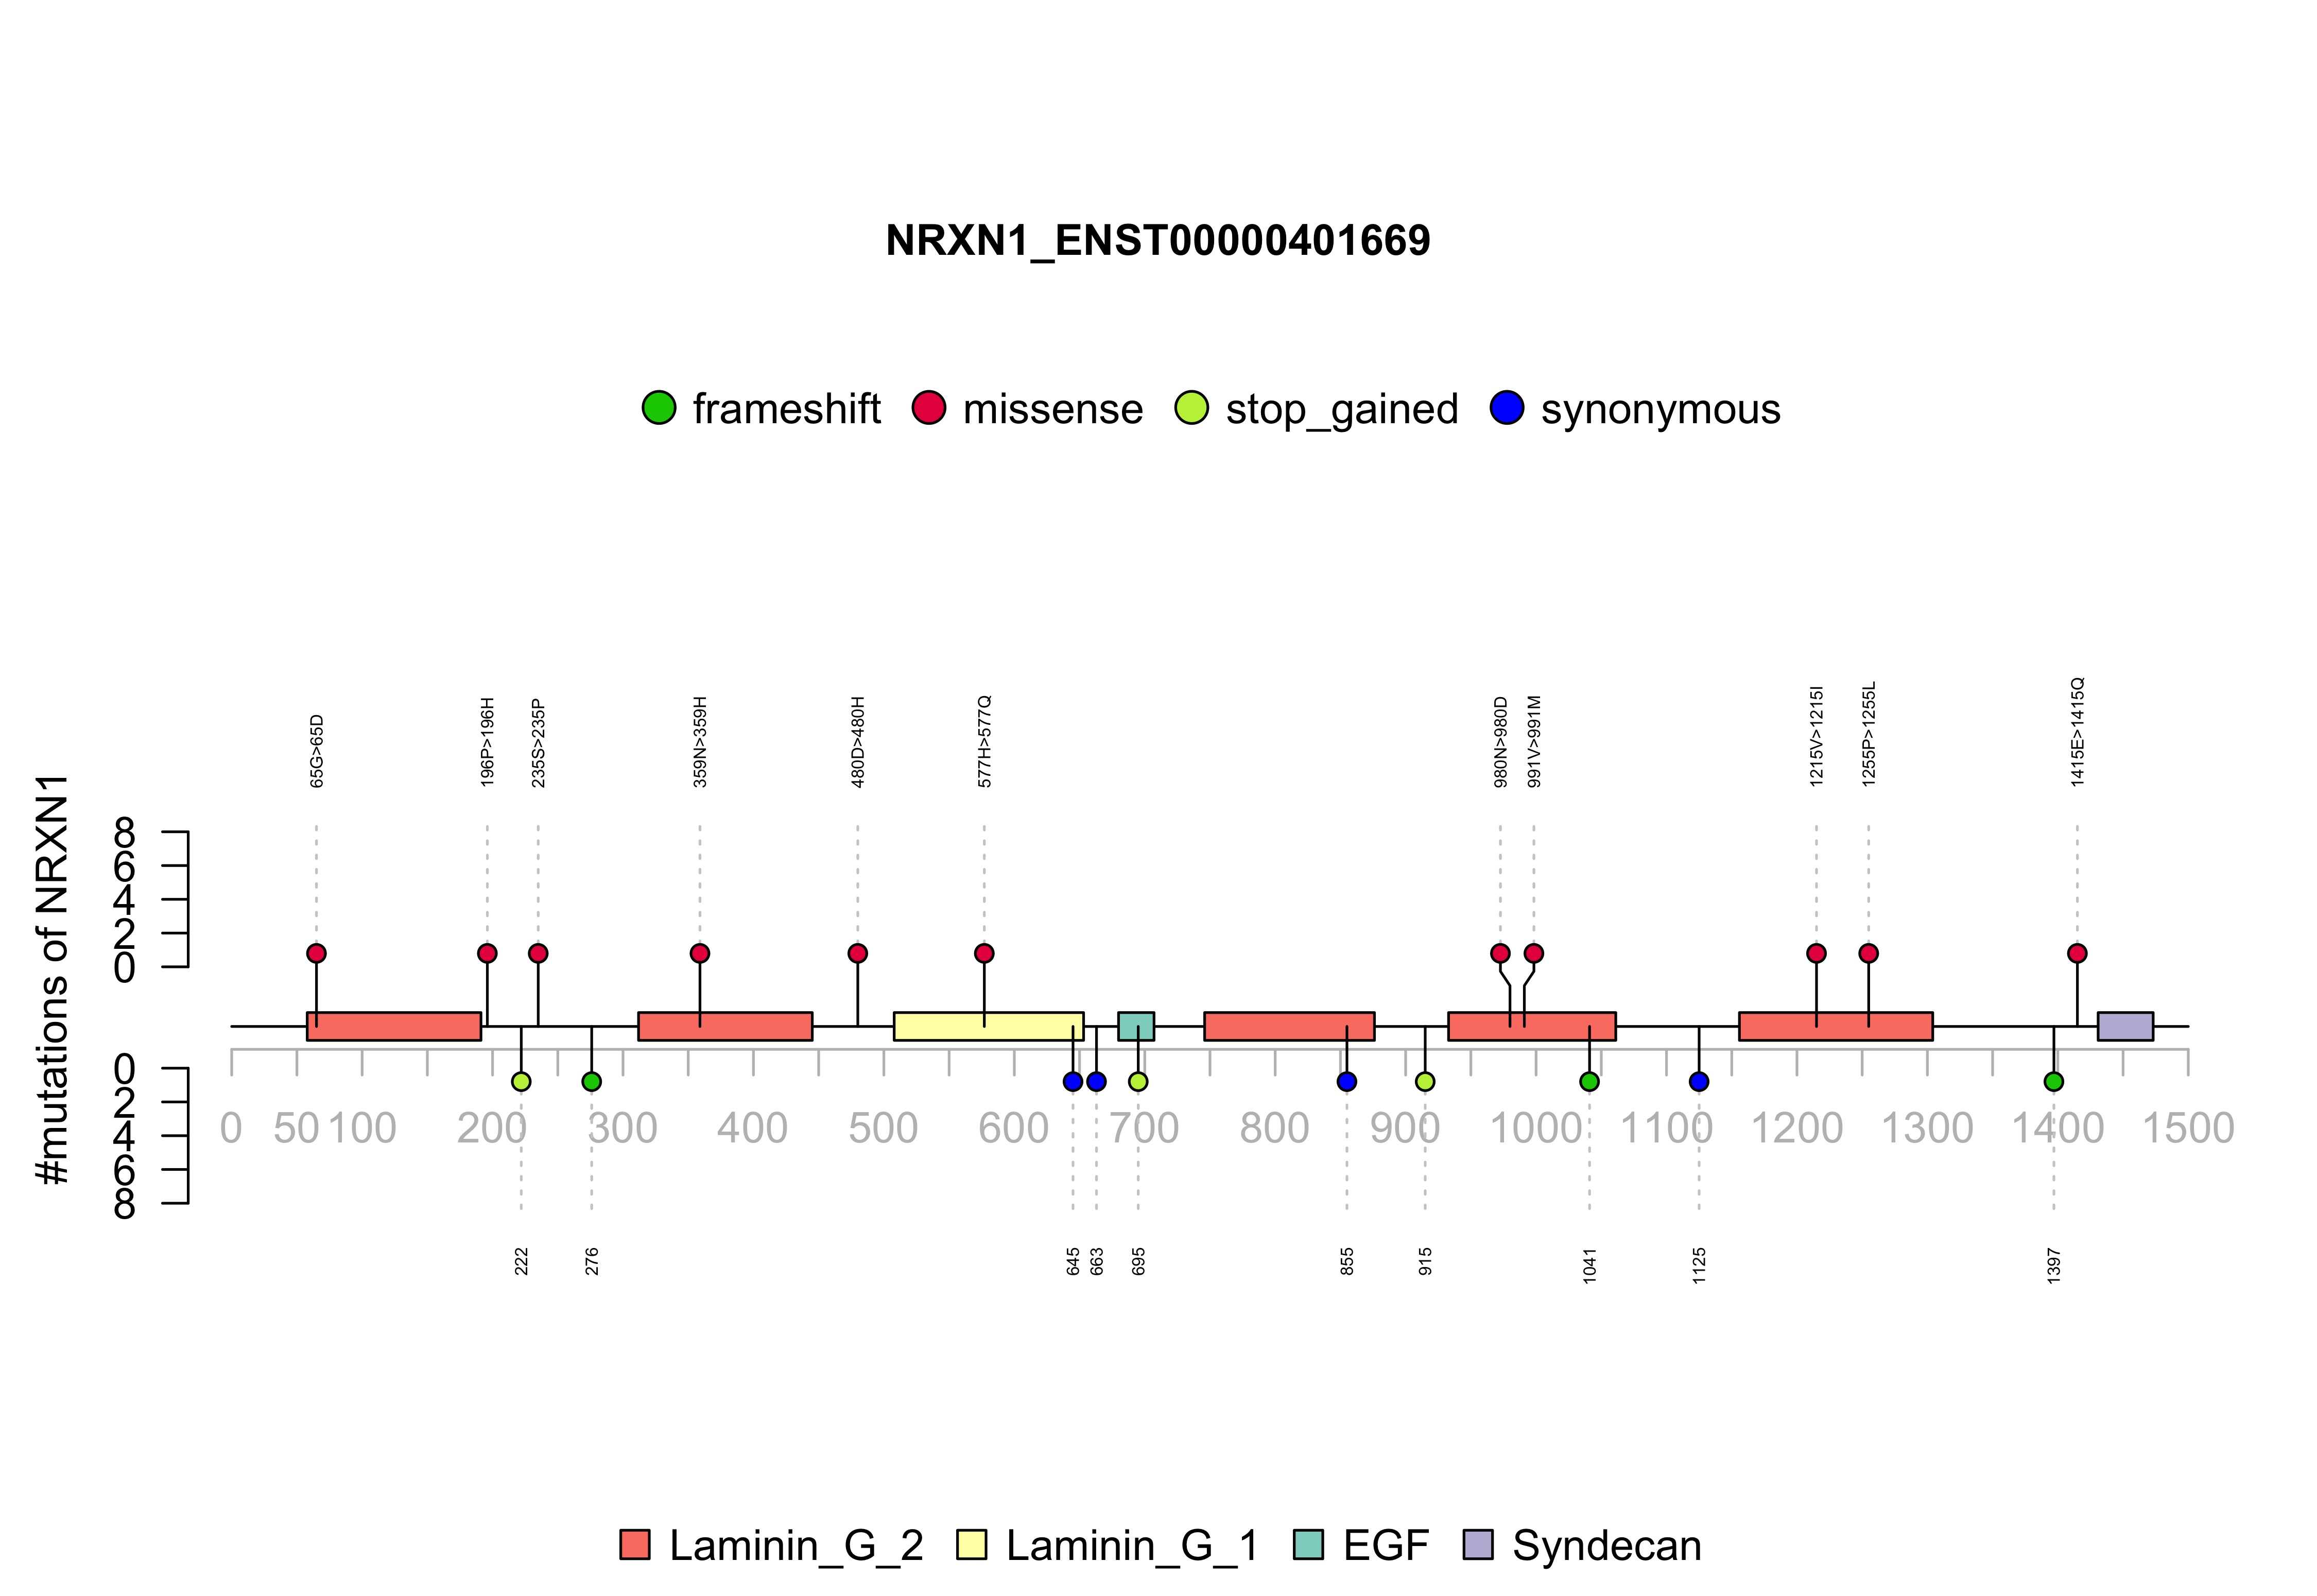 NRXN1_ENST00000401669
frameshift missense stop_gained synonymous
65G>65D 196P>196H 235S>235P 359N>359H 480D>480H 577H>577Q 980N>980D 991V>991M 1215V>1215I 1255P>1255L 1415E>1415Q
#mutations of NRXN1
8
6
4
2
0
0
2
4
6
8
0 50 100 200 300 400 500 600 700 800 900 1000 1100 1200 1300 1400 1500
222 276 645 663 695 855 915 1041 1125 1397
Laminin_G_2 Laminin_G_1 EGF Syndecan